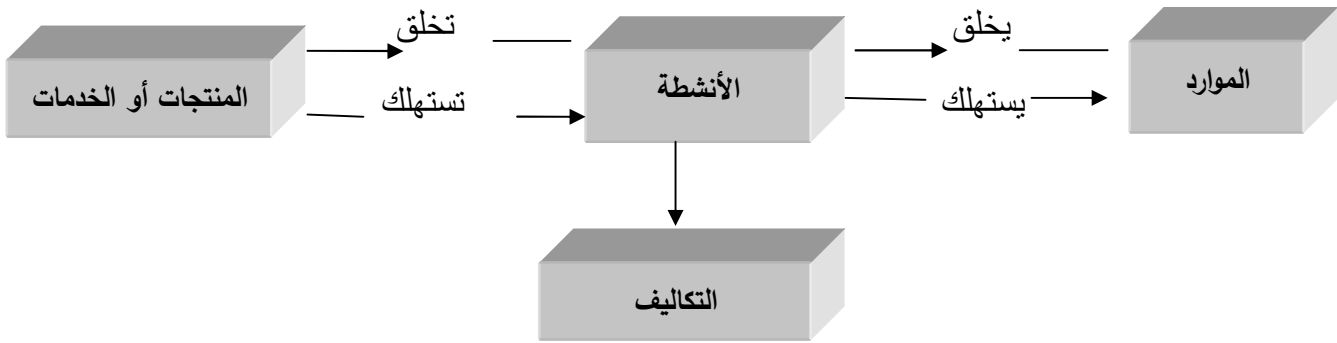 يخلق
تخلق
الموارد
الأنشطة
المنتجات أو الخدمات
يستهلك
تستهلك
التكاليف